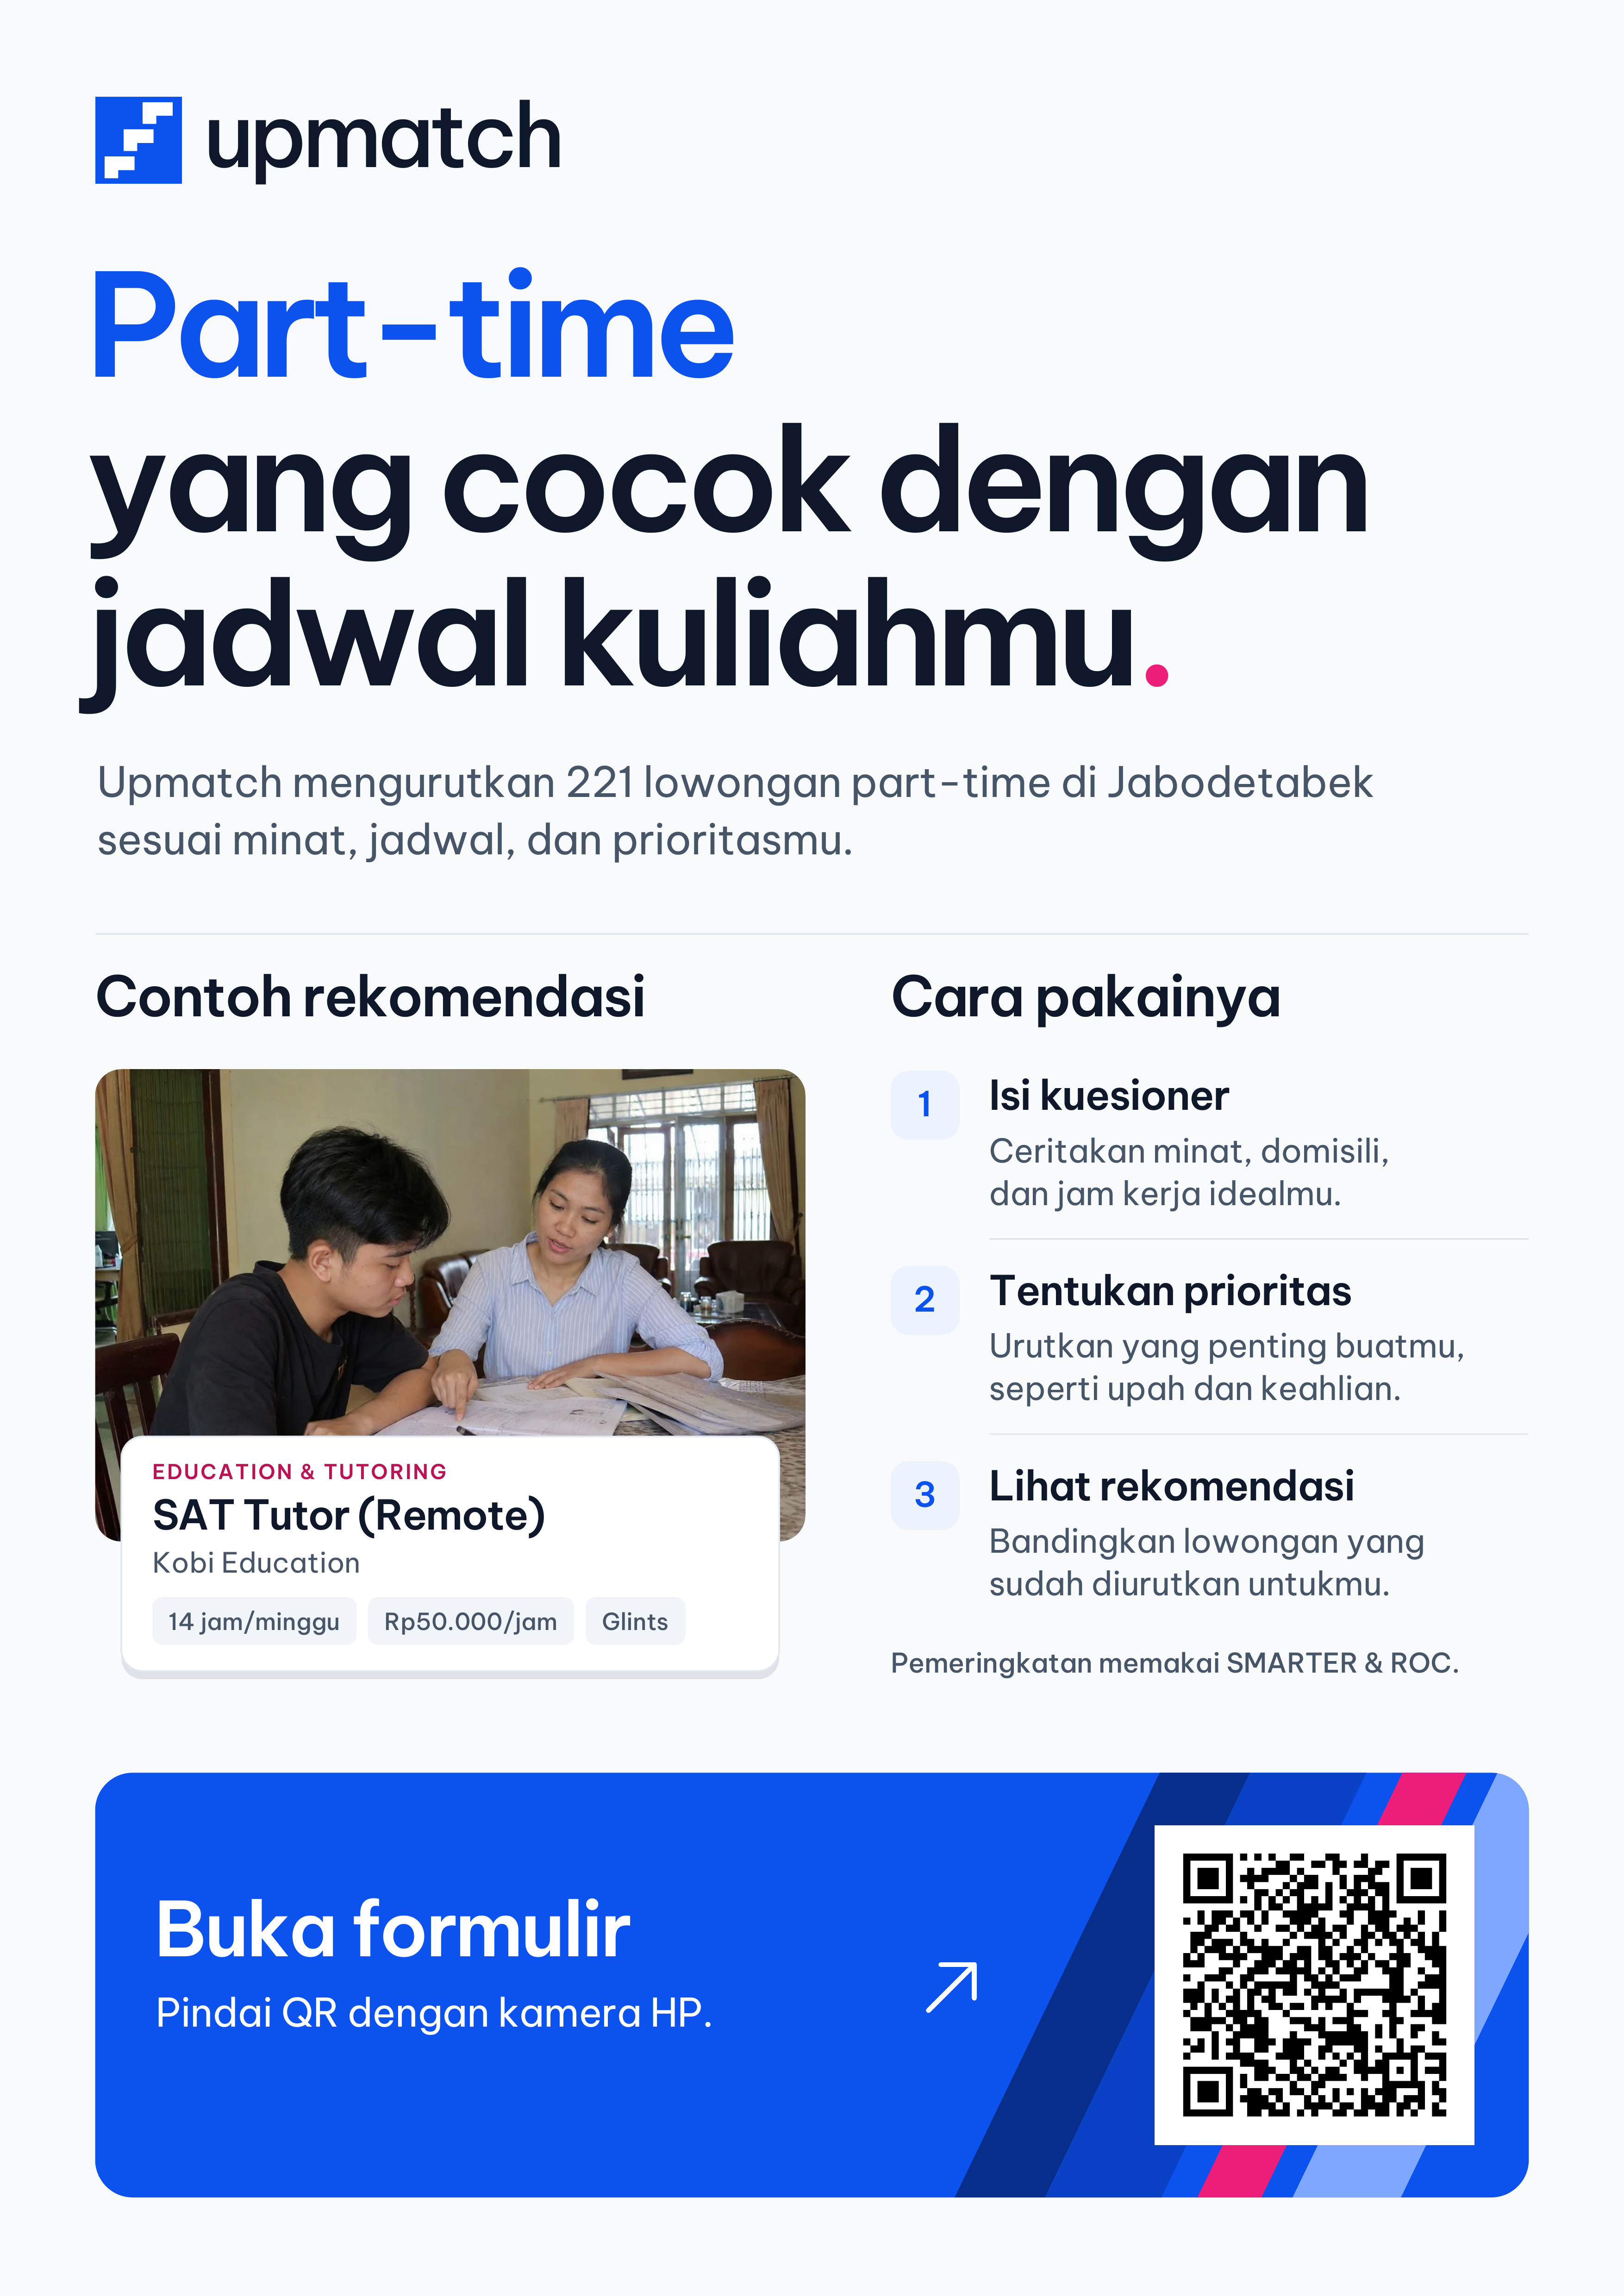 upmatch
Part-time
yang cocok dengan
jadwal kuliahmu.
Upmatch mengurutkan 221 lowongan part-time di Jabodetabek
sesuai minat, jadwal, dan prioritasmu.
Contoh rekomendasi
EDUCATION & TUTORING
SAT Tutor (Remote)
Kobi Education
14 jam/minggu Rp50.000/jam Glints
Cara pakainya
1 Isi kuesioner
Ceritakan minat, domisili,
dan jam kerja idealmu.
2 Tentukan prioritas
Urutkan yang penting buatmu,
seperti upah dan keahlian.
3 Lihat rekomendasi
Bandingkan lowongan yang
sudah diurutkan untukmu.
Pemeringkatan memakai SMARTER & ROC.
Buka formulir
Pindai QR dengan kamera HP.